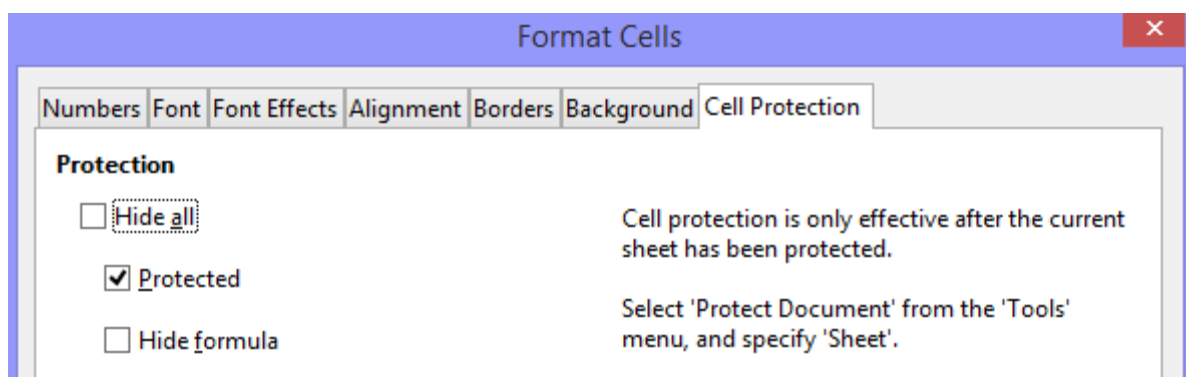 Format Cells
Numbers Font Font Effects Alignment Borders Background Cell Protection
Protection
Hide all
Cell protection is only effective after the current
sheet has been protected.
Protected
Select 'Protect Document' from the 'Tools'
menu, and specify 'Sheet'.
Hide formula